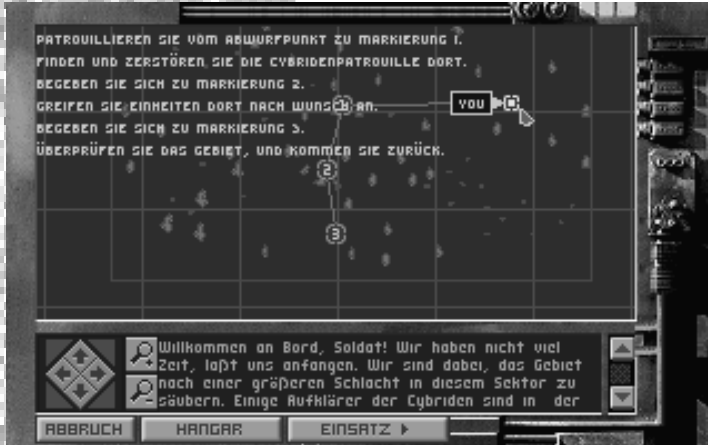 PATROUILLIEREN SIE VOM ABWURFPUNKT ZU MARKIERUNG 1.
FINDEN UND ZERSTÖREN SIE DIE CYBRIDENPATROUILLE DORT.
BEGEBEN SIE SICH ZU MARKIERUNG 2.
GREIFEN SIE EINHEITEN DORT NACH WUNSCH AN.
YOU
BEGEBEN SIE SICH ZU MARKIERUNG 3.
ÜBERPRÜFEN SIE DAS GEBIET, UND KOMMEN SIE ZURÜCK.
2
3
Willkommen an Bord, Soldat! Wir haben nicht viel
Zeit, laßt uns anfangen. Wir sind dabei, das Gebiet
nach einer größeren Schlacht in diesem Sektor zu
säubern. Einige Aufklärer der Cybriden sind in der
ABBRUCH
HANGAR
EINSATZ